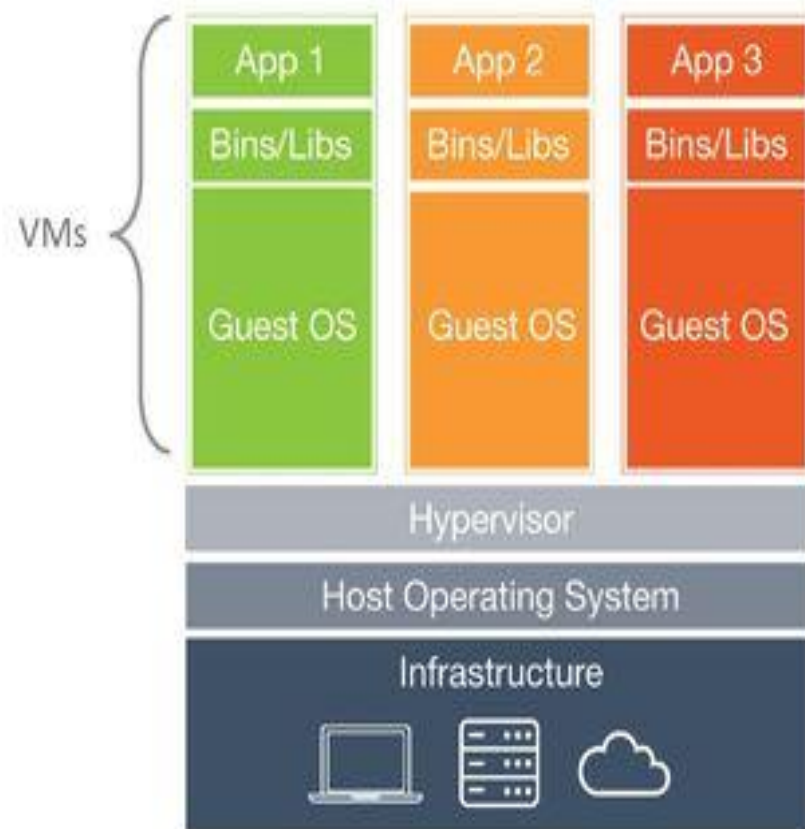 App 1
App 2
App 3
Bins/Libs
Bins/Libs
Bins/Libs
VMs
Guest OS
Guest OS
Guest OS
Hypervisor
Host Operating System
Infrastructure